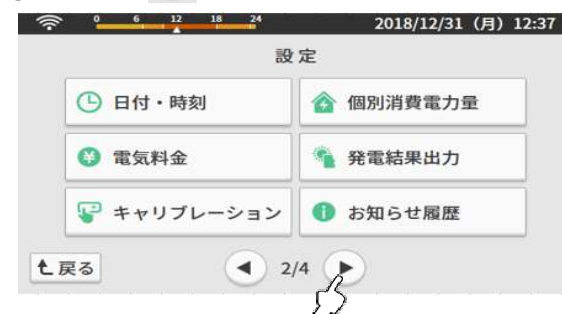 0 6 12 18 24 2018/12/31（月）12:37
設定
日付・時刻 個別消費電力量
電気料金 発電結果出力
キャリブレーション お知らせ履歴
戻る 2/4